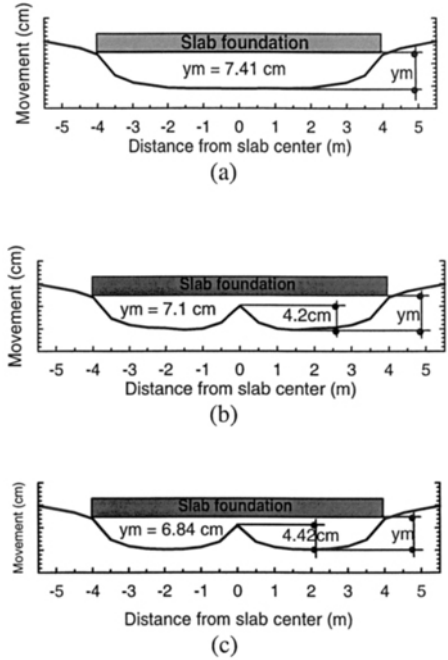 Movement (cm)
Slab foundation
ym = 7.41 cm
ym
-5 -4 -3 -2 -1 0 1 2 3 4 5
Distance from slab center (m)
(a)
Movement (cm)
Slab foundation
ym = 7.1 cm
4.2cm
ym
-5 -4 -3 -2 -1 0 1 2 3 4 5
Distance from slab center (m)
(b)
Movement (cm)
Slab foundation
ym = 6.84 cm
4.42cm
ym
-5 -4 -3 -2 -1 0 1 2 3 4 5
Distance from slab center (m)
(c)